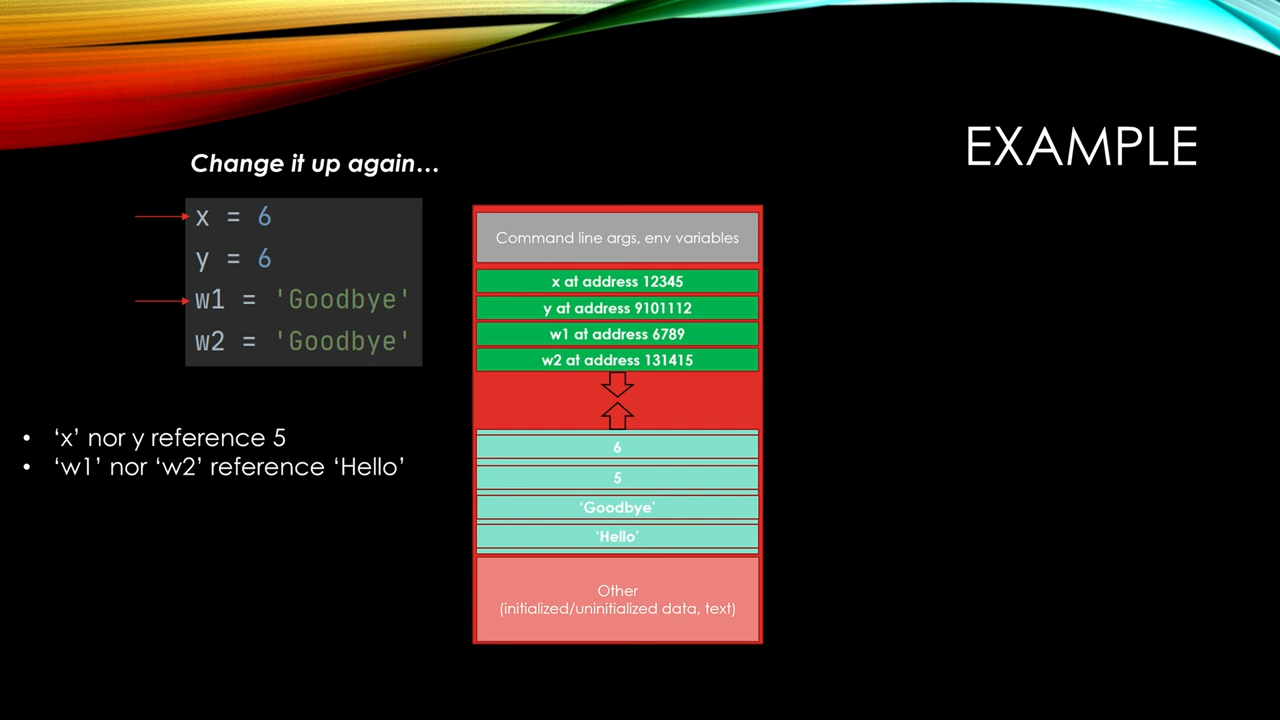 EXAMPLE
Change it up again…
x = 6
y = 6
w1 = 'Goodbye'
w2 = 'Goodbye'
‘x’ nor y reference 5
‘w1’ nor ‘w2’ reference ‘Hello’
Command line args, env variables
x at address 12345
y at address 9101112
w1 at address 6789
w2 at address 131415
6
5
‘Goodbye’
‘Hello’
Other
(initialized/uninitialized data, text)